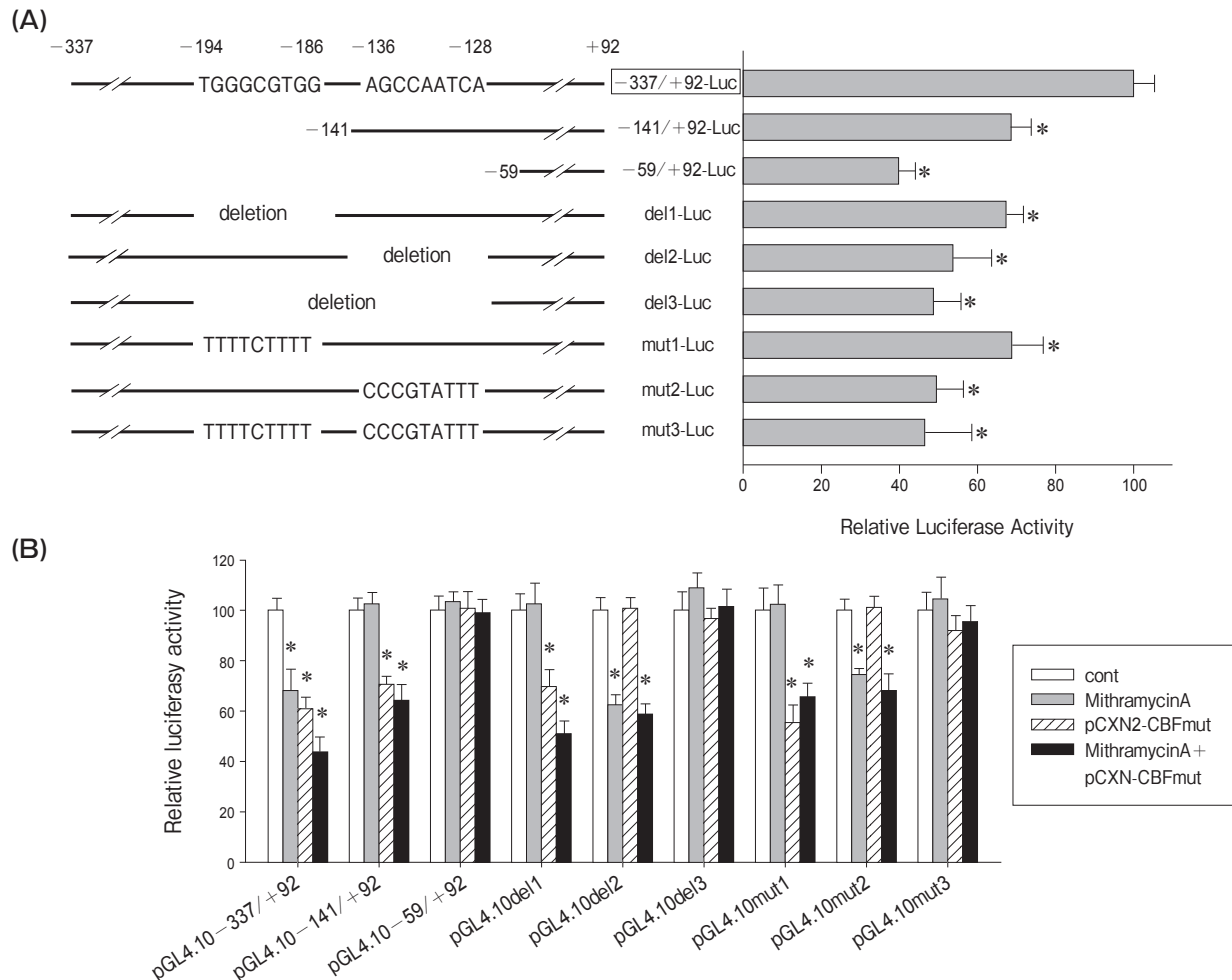 (A)
−337 −194 −186 −136 −128 +92
TGGGCGTGG AGCCAATCA −337/+92-Luc
−141 −141/+92-Luc *
−59 −59/+92-Luc *
deletion del1-Luc *
deletion del2-Luc *
deletion del3-Luc *
TTTTCTTTT mut1-Luc *
CCCGTATTT mut2-Luc *
TTTTCTTTT CCCGTATTT mut3-Luc *
0 20 40 60 80 100
Relative Luciferase Activity
(B)
Relative luciferasy activity
120
100
80
60
40
20
0
* * *
* *
* *
* *
* *
* *
pGL4.10−337/+92
pGL4.10−141/+92
pGL4.10−59/+92
pGL4.10del1
pGL4.10del2
pGL4.10del3
pGL4.10mut1
pGL4.10mut2
pGL4.10mut3
cont
MithramycinA
pCXN2-CBFmut
MithramycinA+
pCXN-CBFmut